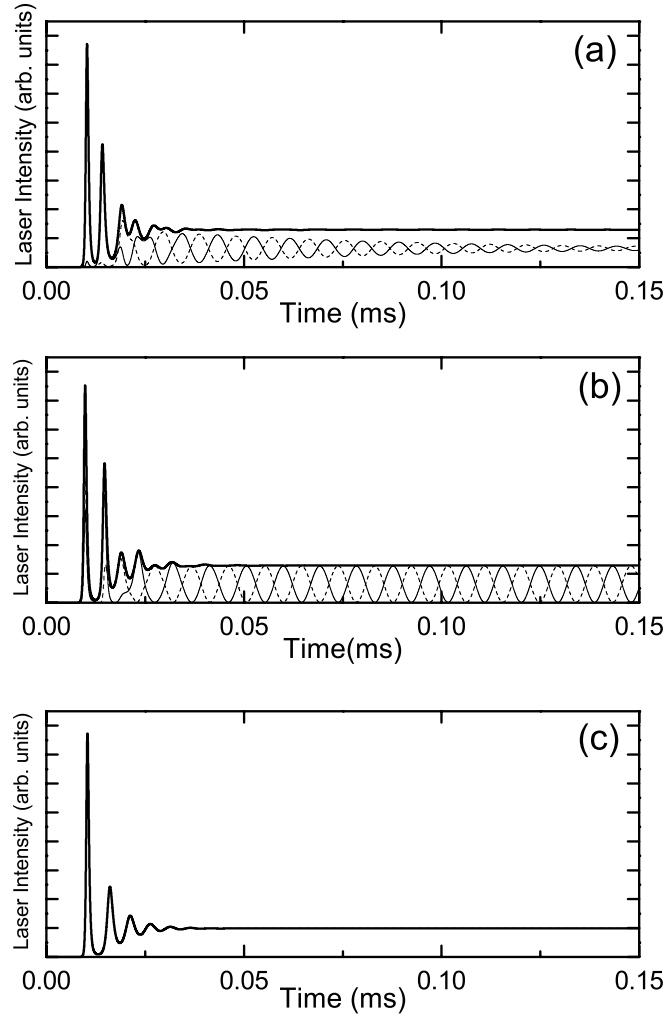 (a)
Laser Intensity (arb. units)
0.00 0.05 0.10 0.15
Time (ms)
(b)
Laser Intensity (arb. units)
0.00 0.05 0.10 0.15
Time(ms)
(c)
Laser Intensity (arb. units)
0.00 0.05 0.10 0.15
Time (ms)